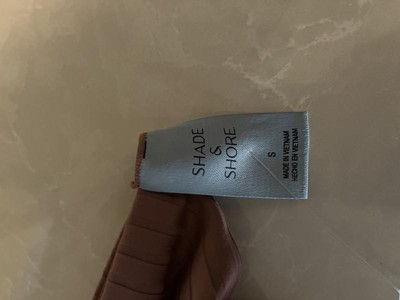 SHADE
&
SHORE
S
MADE IN VIETNAM
HECHO EN VIETNAM